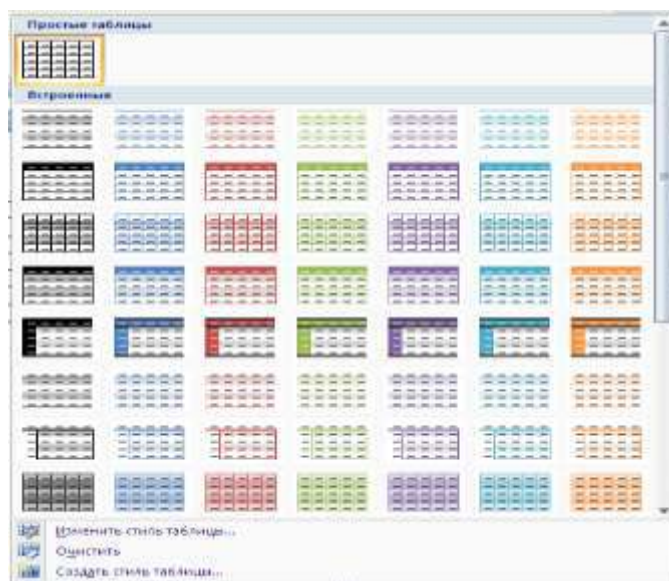 Простые таблицы
Встроенные
Изменить стиль таблицы...
Очистить
Создать стиль таблицы...